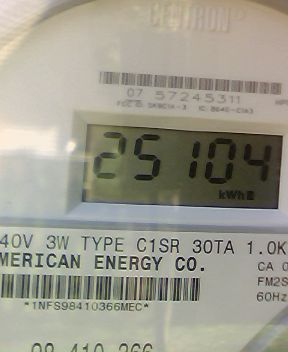 CENTRON®
07 57245311
25104
kWh
40V 3W TYPE C1SR 30TA 1.0K
MERICAN ENERGY CO.
CA 0
FM2S
60Hz
*1NFS98410366MEC*
98 410 366